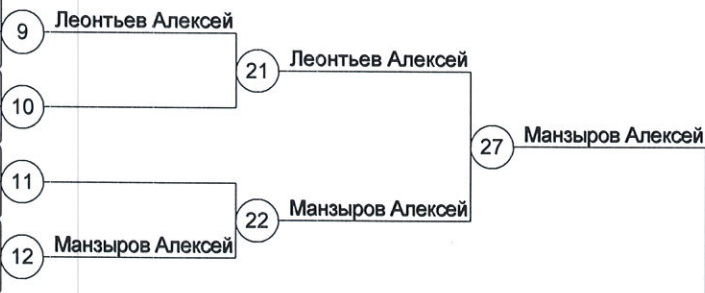 9 Леонтьев Алексей
21 Леонтьев Алексей
10
27 Манзыров Алексей
11
22 Манзыров Алексей
12 Манзыров Алексей